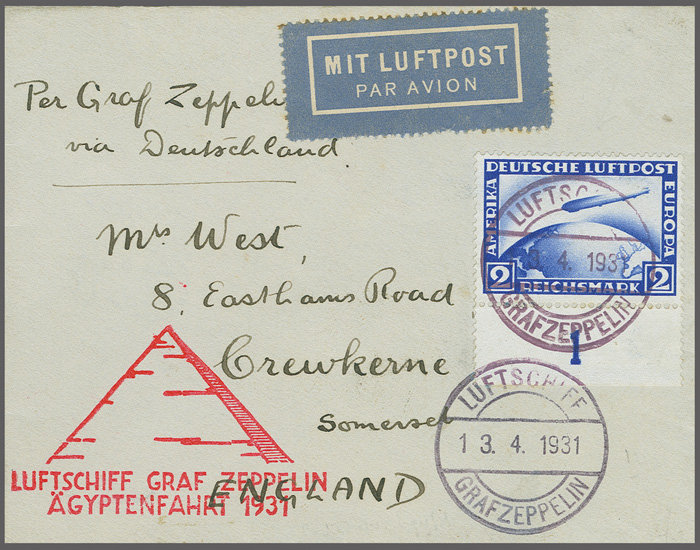 MIT LUFTPOST
PAR AVION
Per Graf Zeppelin
via Deutschland
DEUTSCHE LUFTPOST
AMERIKA
EUROPA
2 REICHSMARK 2
LUFTSCHIFF
13. 4. 1931
GRAFZEPPELIN
1
Mrs West,
8. Easthams Road
Crewkerne
Somerset
ENGLAND
LUFTSCHIFF
13. 4. 1931
GRAFZEPPELIN
LUFTSCHIFF GRAF ZEPPELIN
ÄGYPTENFAHRT 1931